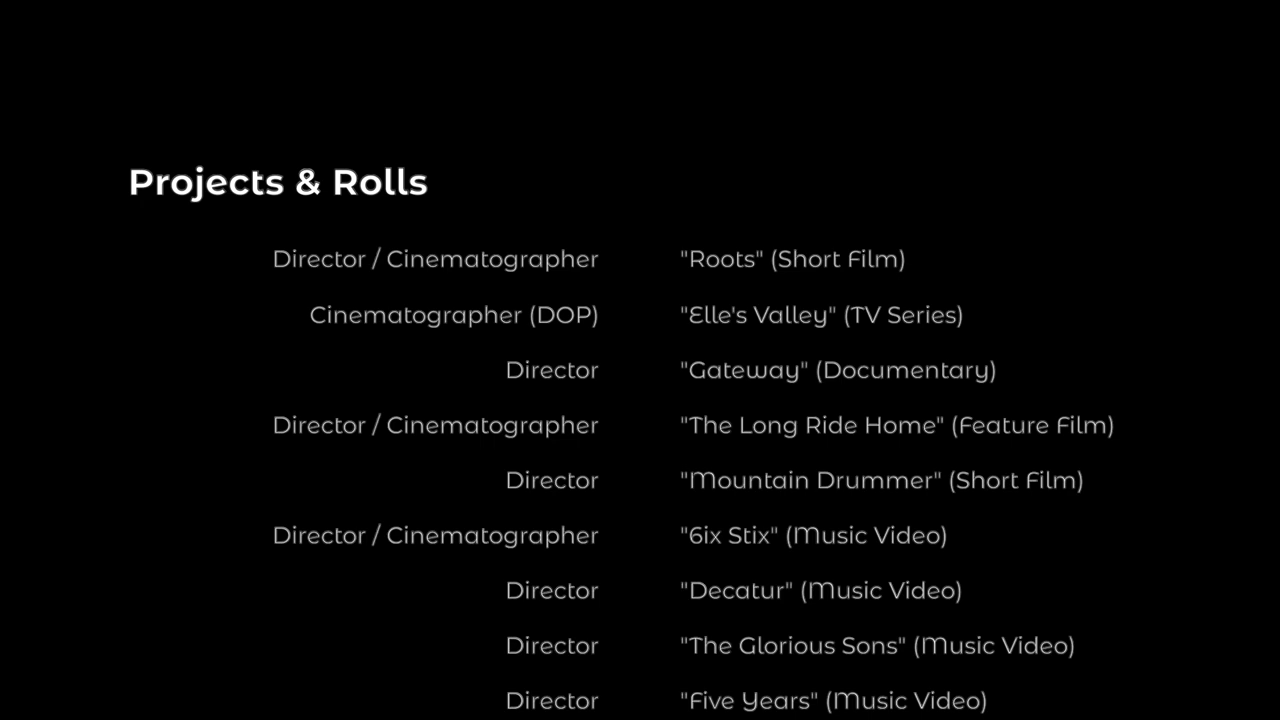 Projects & Rolls
Director / Cinematographer "Roots" (Short Film)
Cinematographer (DOP) "Elle's Valley" (TV Series)
Director "Gateway" (Documentary)
Director / Cinematographer "The Long Ride Home" (Feature Film)
Director "Mountain Drummer" (Short Film)
Director / Cinematographer "6ix Stix" (Music Video)
Director "Decatur" (Music Video)
Director "The Glorious Sons" (Music Video)
Director "Five Years" (Music Video)